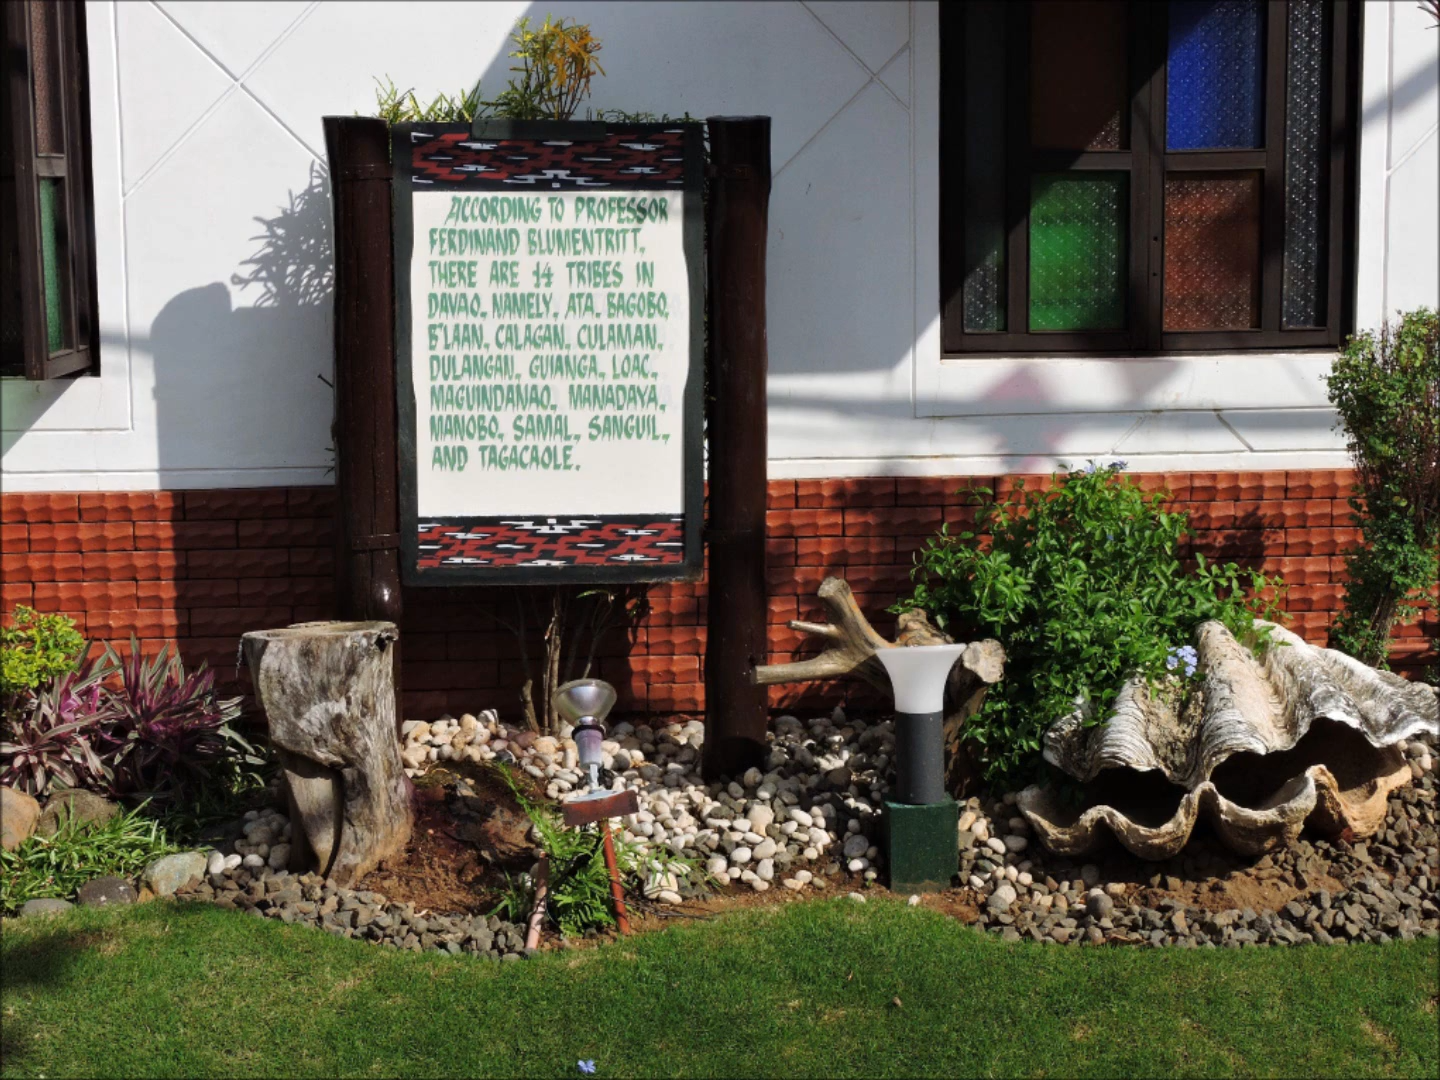 ACCORDING TO PROFESSOR
FERDINAND BLUMENTRITT,
THERE ARE 14 TRIBES IN
DAVAO, NAMELY, ATA, BAGOBO,
B'LAAN, CALAGAN, CULAMAN,
DULANGAN, GUIANGA, LOAC,
MAGUINDANAO, MANADAYA,
MANOBO, SAMAL, SANGUIL,
AND TAGACAOLE.